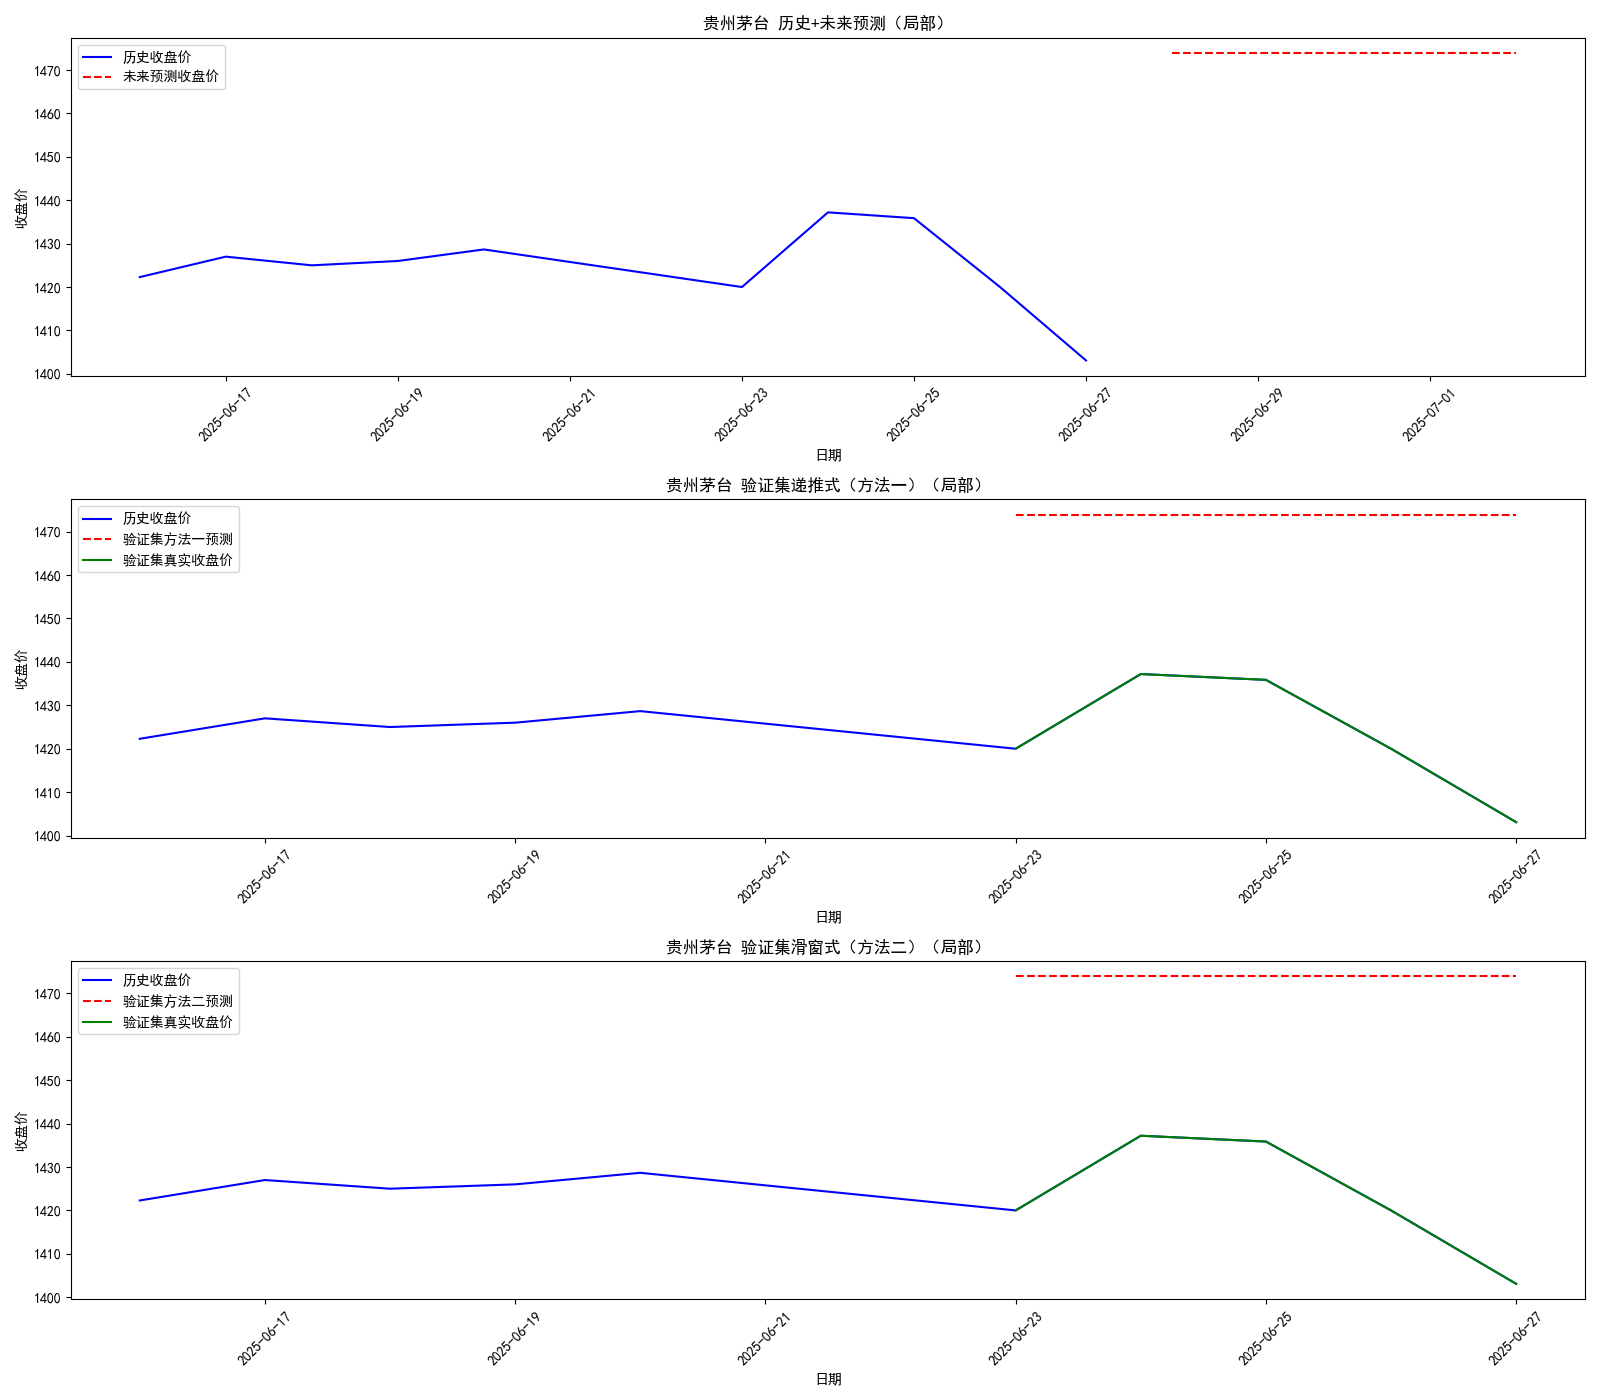 贵州茅台 历史+未来预测（局部）
历史收盘价
未来预测收盘价
1470
1460
1450
1440
1430
1420
1410
1400
收盘价
2025-06-17
2025-06-19
2025-06-21
2025-06-23
2025-06-25
2025-06-27
2025-06-29
2025-07-01
日期
贵州茅台 验证集递推式（方法一）（局部）
历史收盘价
验证集方法一预测
验证集真实收盘价
1470
1460
1450
1440
1430
1420
1410
1400
收盘价
2025-06-17
2025-06-19
2025-06-21
2025-06-23
2025-06-25
2025-06-27
日期
贵州茅台 验证集滑窗式（方法二）（局部）
历史收盘价
验证集方法二预测
验证集真实收盘价
1470
1460
1450
1440
1430
1420
1410
1400
收盘价
2025-06-17
2025-06-19
2025-06-21
2025-06-23
2025-06-25
2025-06-27
日期